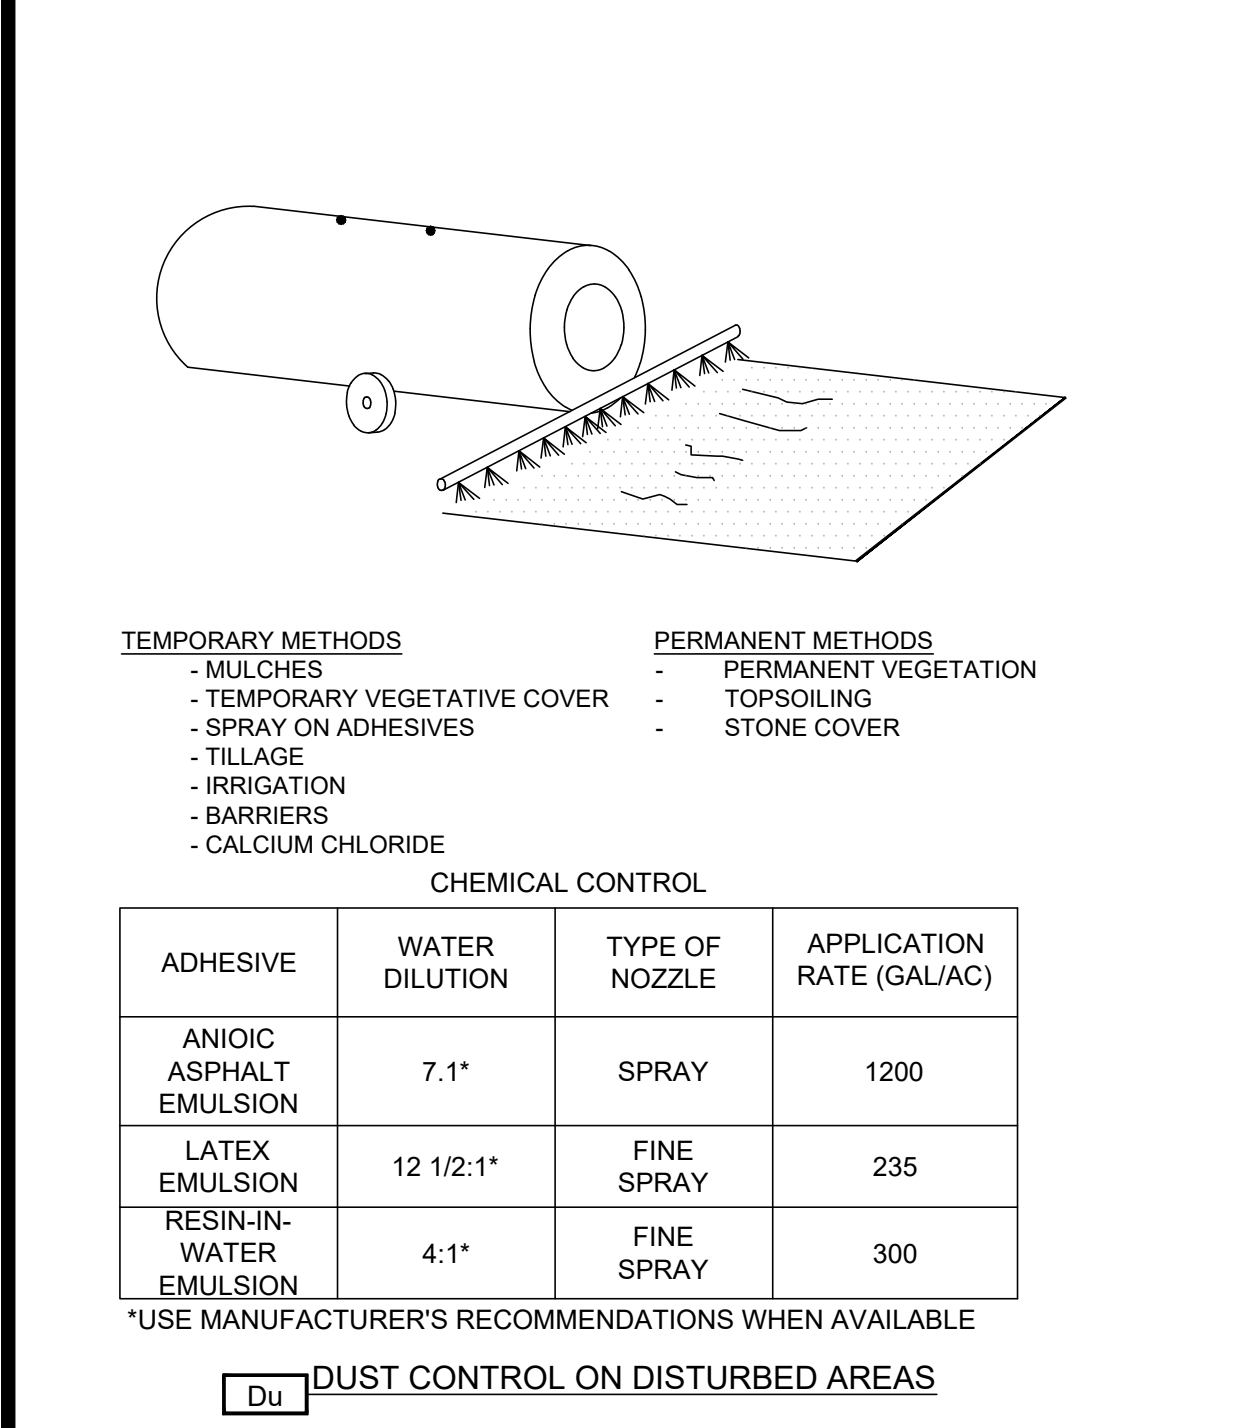 TEMPORARY METHODS
- MULCHES
- TEMPORARY VEGETATIVE COVER
- SPRAY ON ADHESIVES
- TILLAGE
- IRRIGATION
- BARRIERS
- CALCIUM CHLORIDE
PERMANENT METHODS
- PERMANENT VEGETATION
- TOPSOILING
- STONE COVER
CHEMICAL CONTROL
ADHESIVE
WATER
DILUTION
TYPE OF
NOZZLE
APPLICATION
RATE (GAL/AC)
ANIOIC
ASPHALT
EMULSION
7.1*
SPRAY
1200
LATEX
EMULSION
12 1/2:1*
FINE
SPRAY
235
RESIN-IN-
WATER
EMULSION
4:1*
FINE
SPRAY
300
*USE MANUFACTURER'S RECOMMENDATIONS WHEN AVAILABLE
Du DUST CONTROL ON DISTURBED AREAS